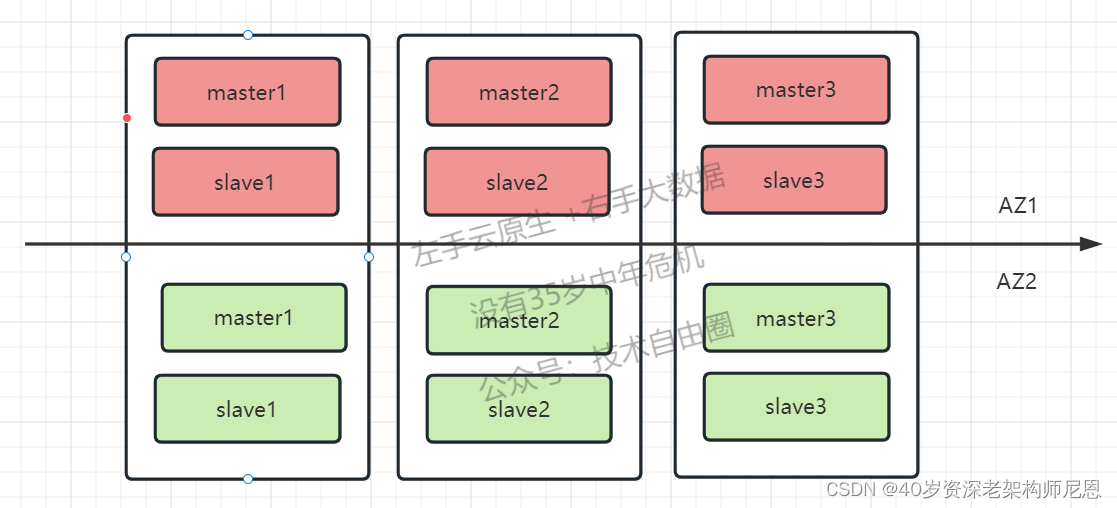 master1
master2
master3
slave1
slave2
slave3
AZ1
左手云原生 +右手大数据
没有35岁中年危机
公众号：技术自由圈
AZ2
master1
master2
master3
slave1
slave2
slave3
CSDN @40岁资深老架构师尼恩